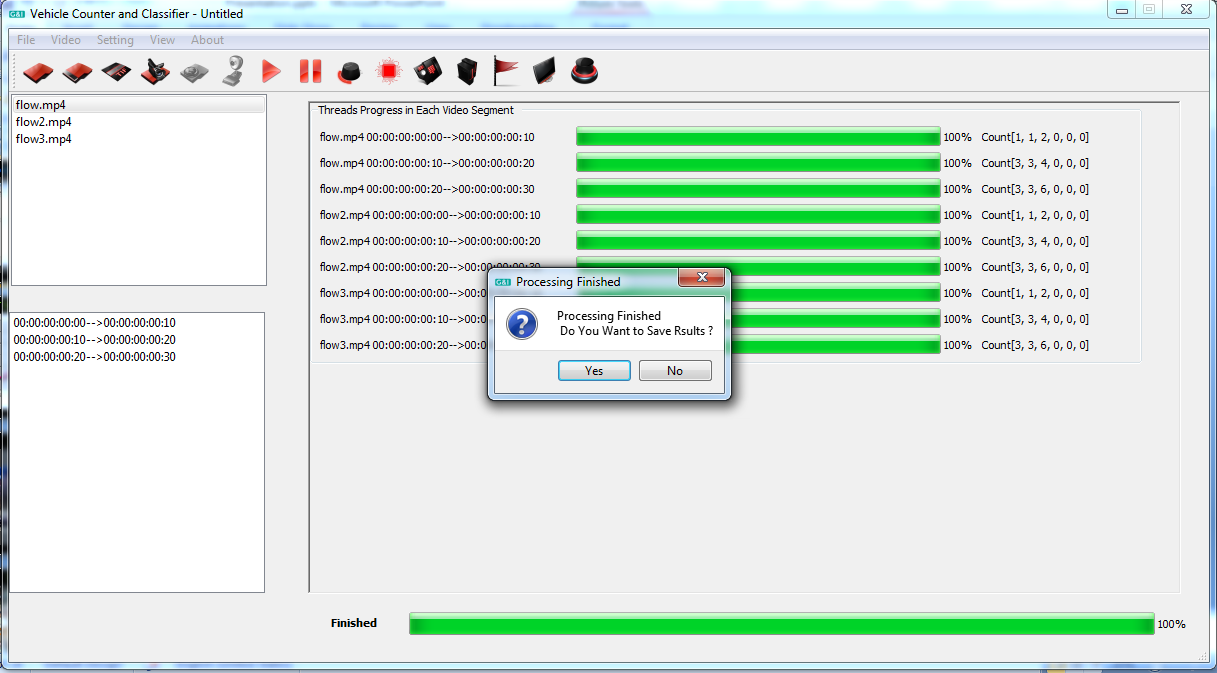 G&I Vehicle Counter and Classifier - Untitled
File Video Setting View About
flow.mp4
flow2.mp4
flow3.mp4
00:00:00:00:00-->00:00:00:00:10
00:00:00:00:10-->00:00:00:00:20
00:00:00:00:20-->00:00:00:00:30
Threads Progress in Each Video Segment
flow.mp4 00:00:00:00:00-->00:00:00:00:10 100% Count[1, 1, 2, 0, 0, 0]
flow.mp4 00:00:00:00:10-->00:00:00:00:20 100% Count[3, 3, 4, 0, 0, 0]
flow.mp4 00:00:00:00:20-->00:00:00:00:30 100% Count[3, 3, 6, 0, 0, 0]
flow2.mp4 00:00:00:00:00-->00:00:00:00:10 100% Count[1, 1, 2, 0, 0, 0]
flow2.mp4 00:00:00:00:10-->00:00:00:00:20 100% Count[3, 3, 4, 0, 0, 0]
flow2.mp4 00:00:00:00:20-->00:00:00:00:30 100% Count[3, 3, 6, 0, 0, 0]
flow3.mp4 00:00:00:00:00--> 100% Count[1, 1, 2, 0, 0, 0]
flow3.mp4 00:00:00:00:10-->00 100% Count[3, 3, 4, 0, 0, 0]
flow3.mp4 00:00:00:00:20-->00 100% Count[3, 3, 6, 0, 0, 0]
G&I Processing Finished
Processing Finished
Do You Want to Save Rsults ?
Yes No
Finished 100%